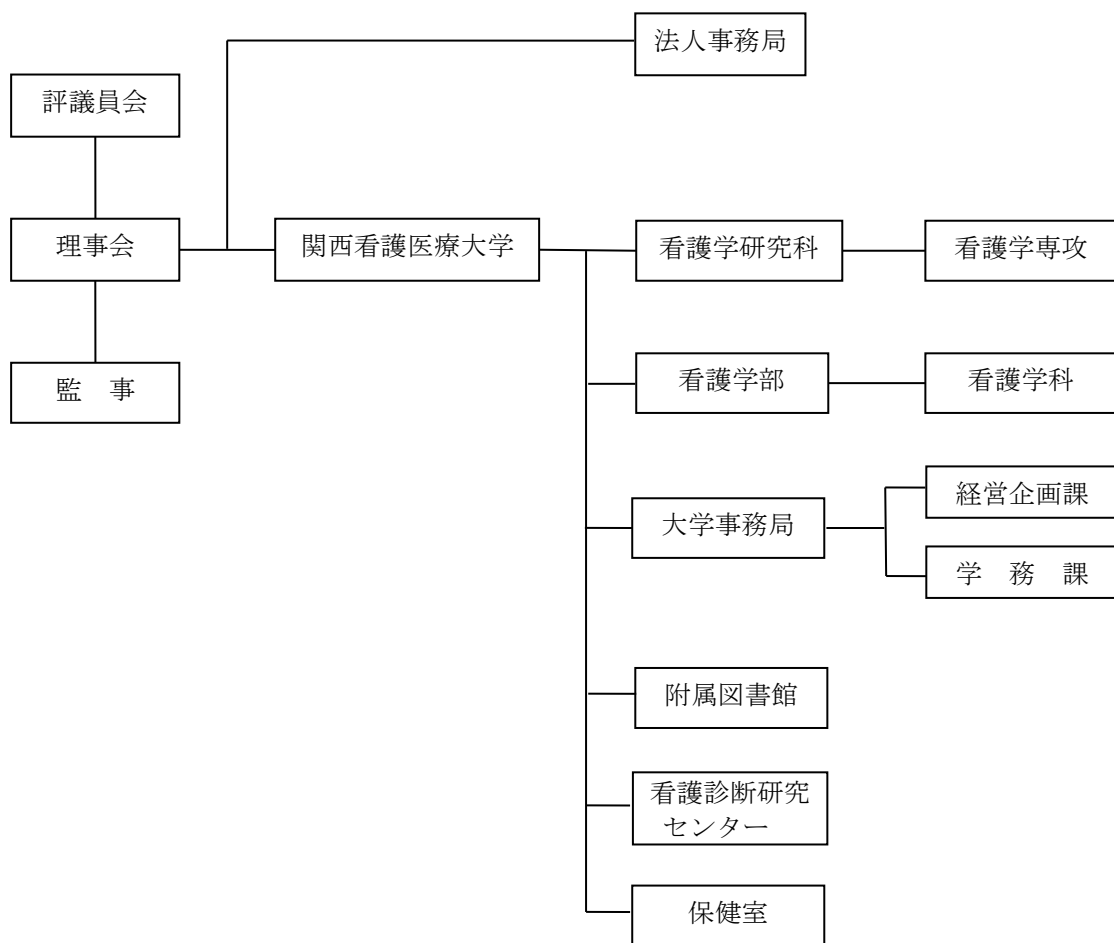 法人事務局
評議員会
理事会
関西看護医療大学
看護学研究科
看護学専攻
監　事
看護学部
看護学科
大学事務局
経営企画課
学　務　課
附属図書館
看護診断研究
センター
保健室